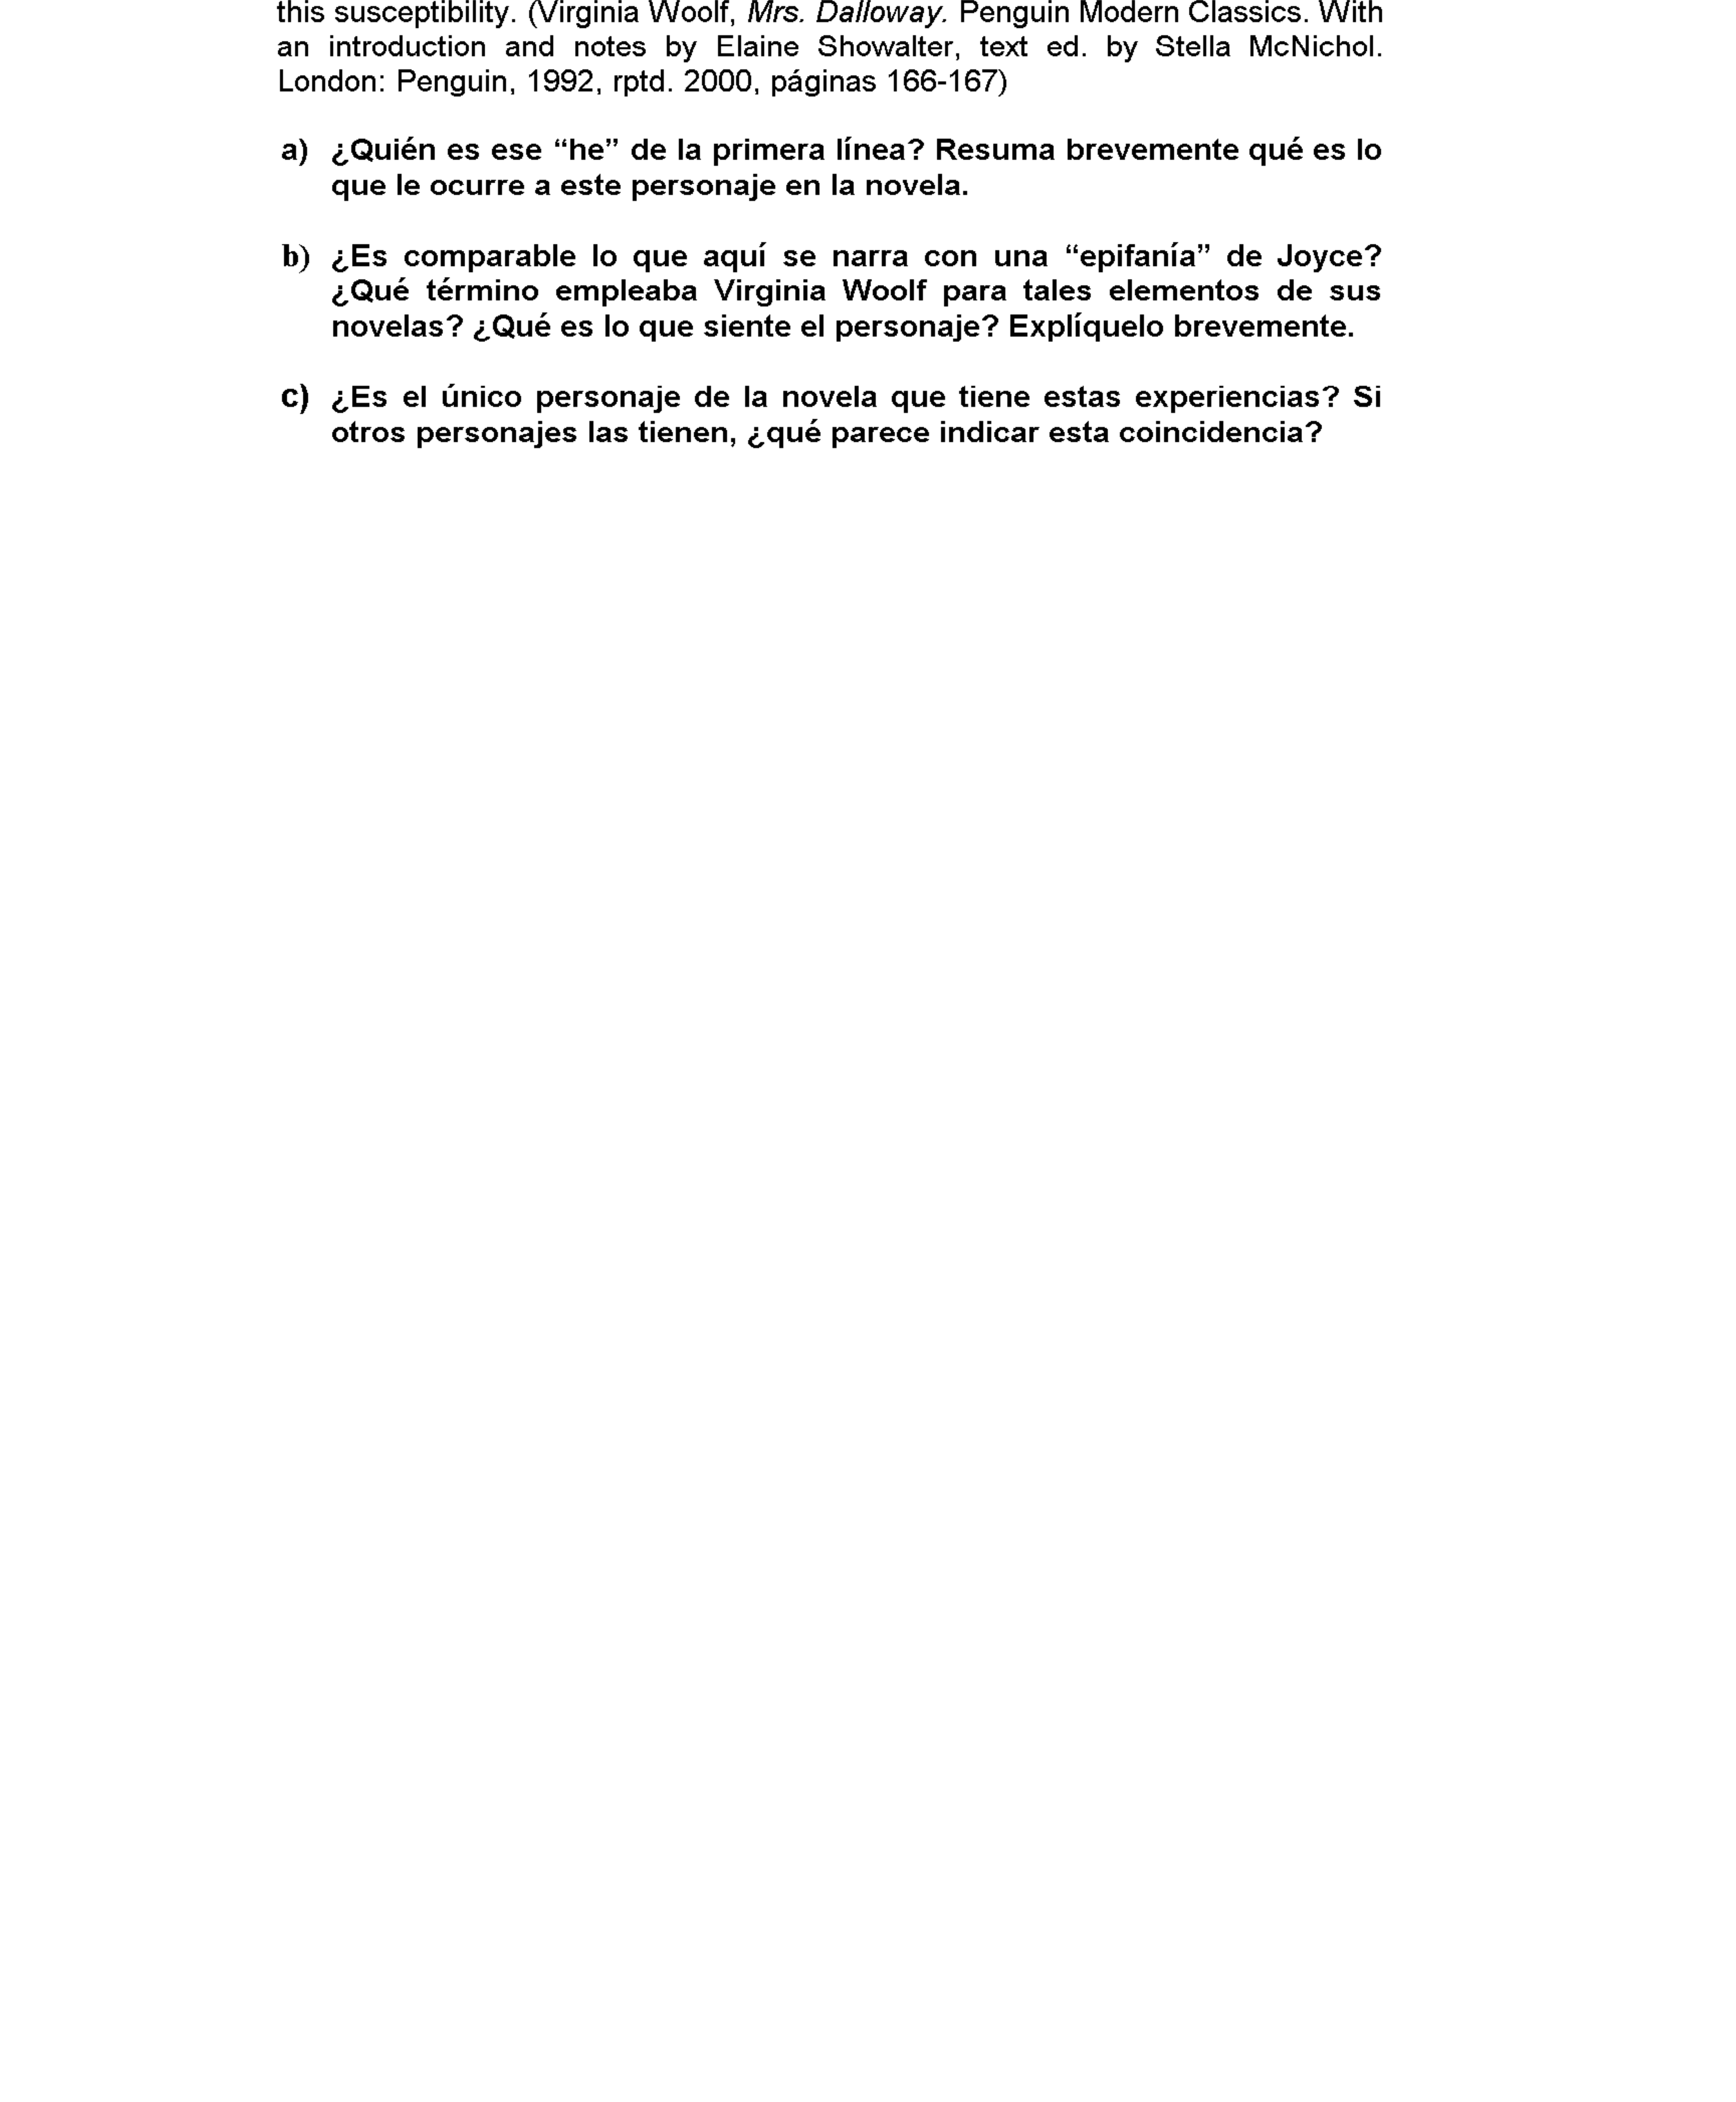 this susceptibility. (Virginia Woolf, Mrs. Dalloway. Penguin Modern Classics. With
an introduction and notes by Elaine Showalter, text ed. by Stella McNichol.
London: Penguin, 1992, rptd. 2000, páginas 166-167)
a) ¿Quién es ese “he” de la primera línea? Resuma brevemente qué es lo
que le ocurre a este personaje en la novela.
b) ¿Es comparable lo que aquí se narra con una “epifanía” de Joyce?
¿Qué término empleaba Virginia Woolf para tales elementos de sus
novelas? ¿Qué es lo que siente el personaje? Explíquelo brevemente.
c) ¿Es el único personaje de la novela que tiene estas experiencias? Si
otros personajes las tienen, ¿qué parece indicar esta coincidencia?